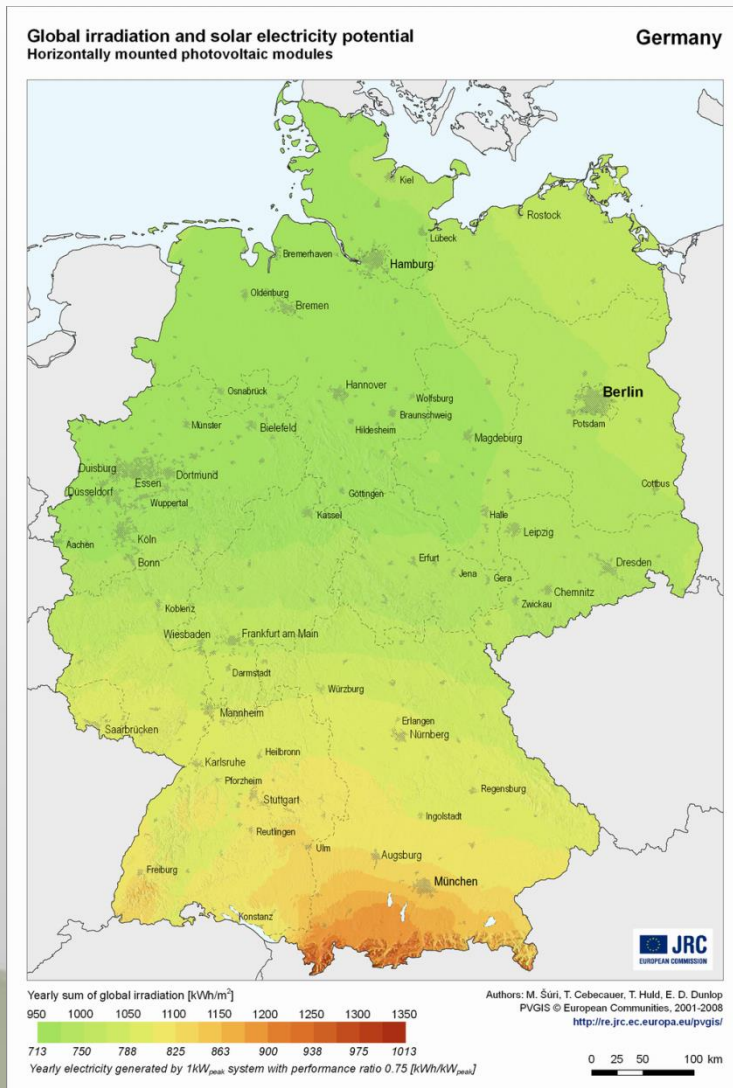 Global irradiation and solar electricity potential
Horizontally mounted photovoltaic modules
Germany
Kiel
Rostock
Lübeck
Bremerhaven
Hamburg
Oldenburg
Bremen
Osnabrück
Hannover
Wolfsburg
Berlin
Braunschweig
Münster
Bielefeld
Hildesheim
Potsdam
Magdeburg
Duisburg
Dortmund
Essen
Düsseldorf
Wuppertal
Göttingen
Cottbus
Kassel
Halle
Leipzig
Köln
Aachen
Bonn
Erfurt
Dresden
Jena
Gera
Chemnitz
Zwickau
Koblenz
Wiesbaden
Frankfurt am Main
Darmstadt
Würzburg
Mannheim
Erlangen
Saarbrücken
Nürnberg
Heilbronn
Karlsruhe
Pforzheim
Regensburg
Stuttgart
Ingolstadt
Reutlingen
Ulm
Augsburg
Freiburg
München
Konstanz
JRC
EUROPEAN COMMISSION
Yearly sum of global irradiation [kWh/m²]
950 1000 1050 1100 1150 1200 1250 1300 1350
713 750 788 825 863 900 938 975 1013
Yearly electricity generated by 1kWpeak system with performance ratio 0.75 [kWh/kWpeak]
Authors: M. Šúri, T. Cebecauer, T. Huld, E. D. Dunlop
PVGIS © European Communities, 2001-2008
http://re.jrc.ec.europa.eu/pvgis/
0 25 50 100 km